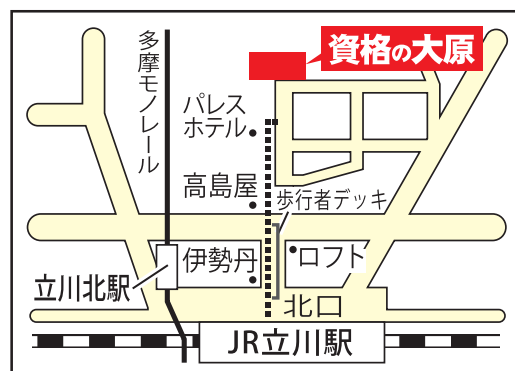 資格の大原
多摩モノレール
パレス
ホテル
高島屋
歩行者デッキ
伊勢丹
ロフト
立川北駅
北口
JR立川駅